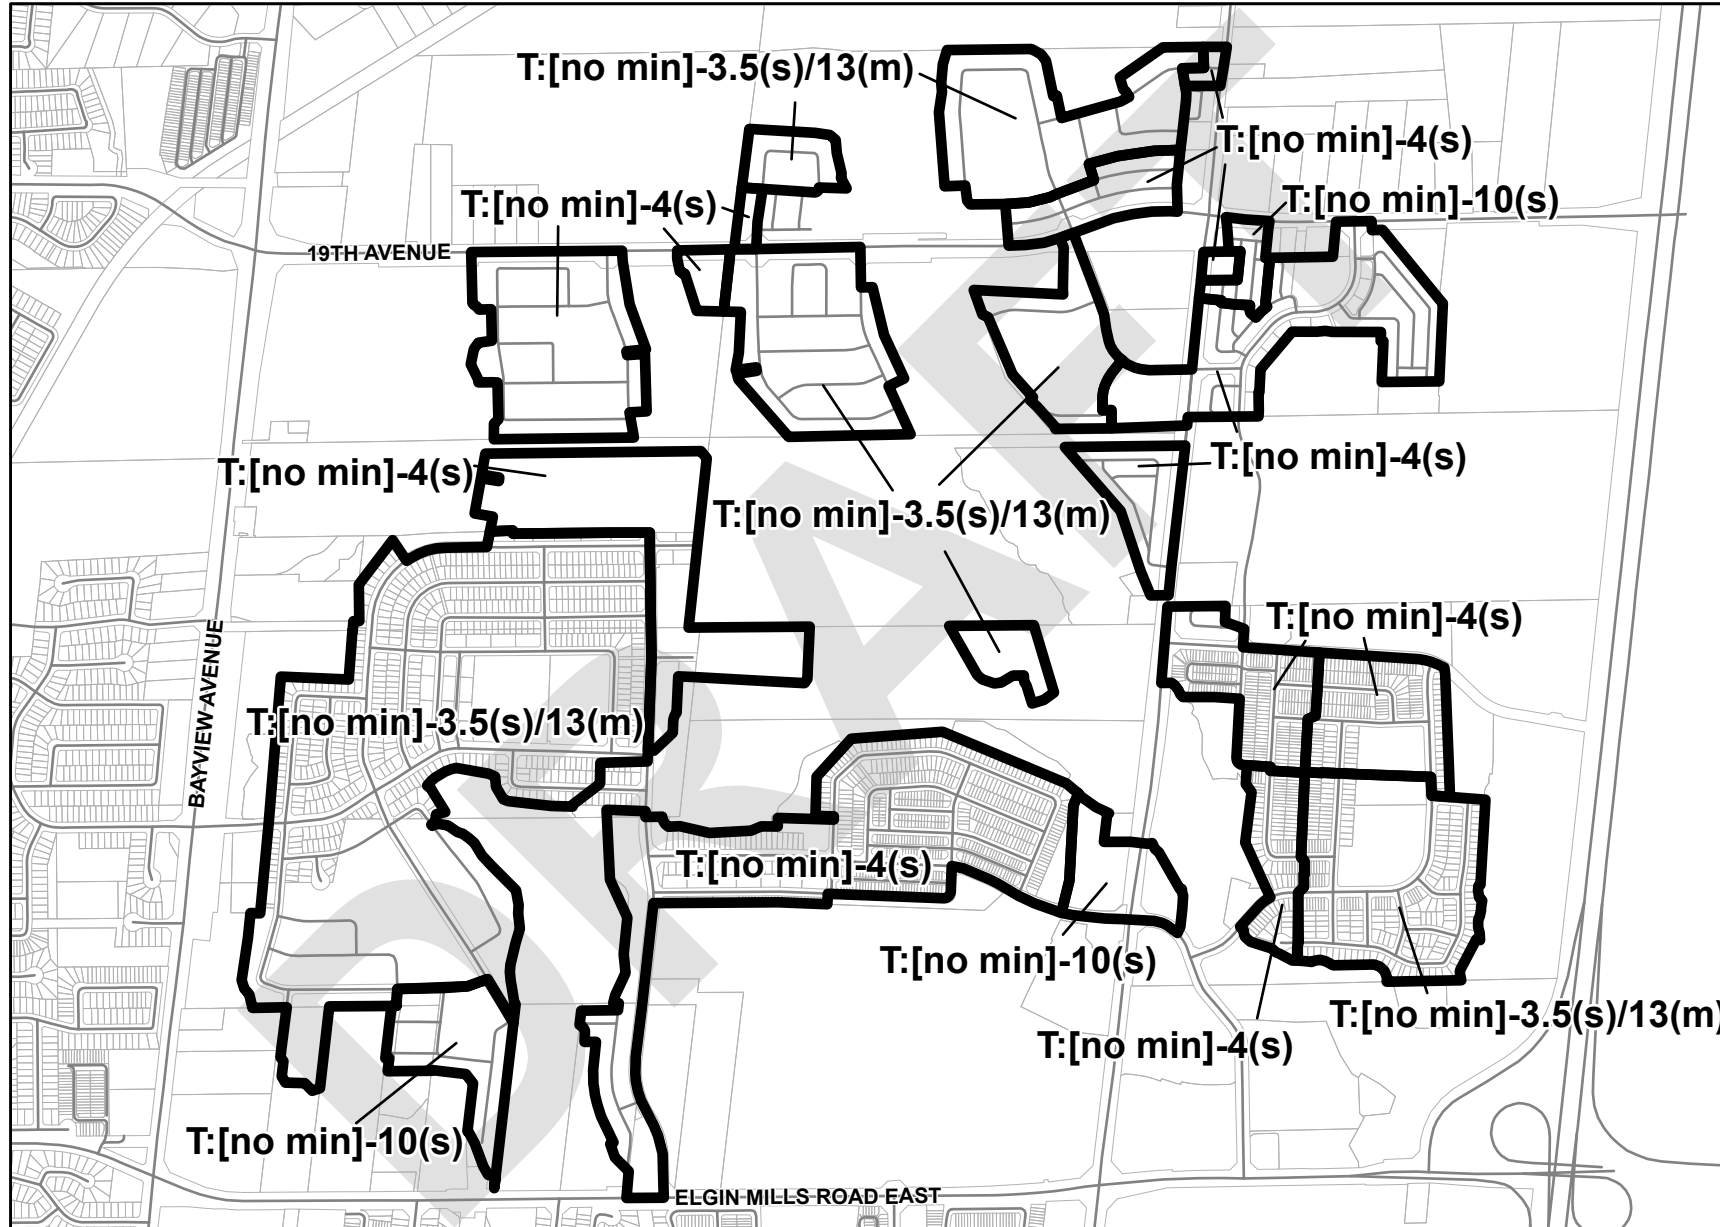 T:[no min]-3.5(s)/13(m)
T:[no min]-4(s)
T:[no min]-4(s)
T:[no min]-10(s)
19TH AVENUE
T:[no min]-4(s)
T:[no min]-4(s)
T:[no min]-3.5(s)/13(m)
T:[no min]-4(s)
BAYVIEW AVENUE
T:[no min]-3.5(s)/13(m)
T:[no min]-4(s)
T:[no min]-10(s)
T:[no min]-3.5(s)/13(m)
T:[no min]-4(s)
T:[no min]-10(s)
ELGIN MILLS ROAD EAST
DRAFT